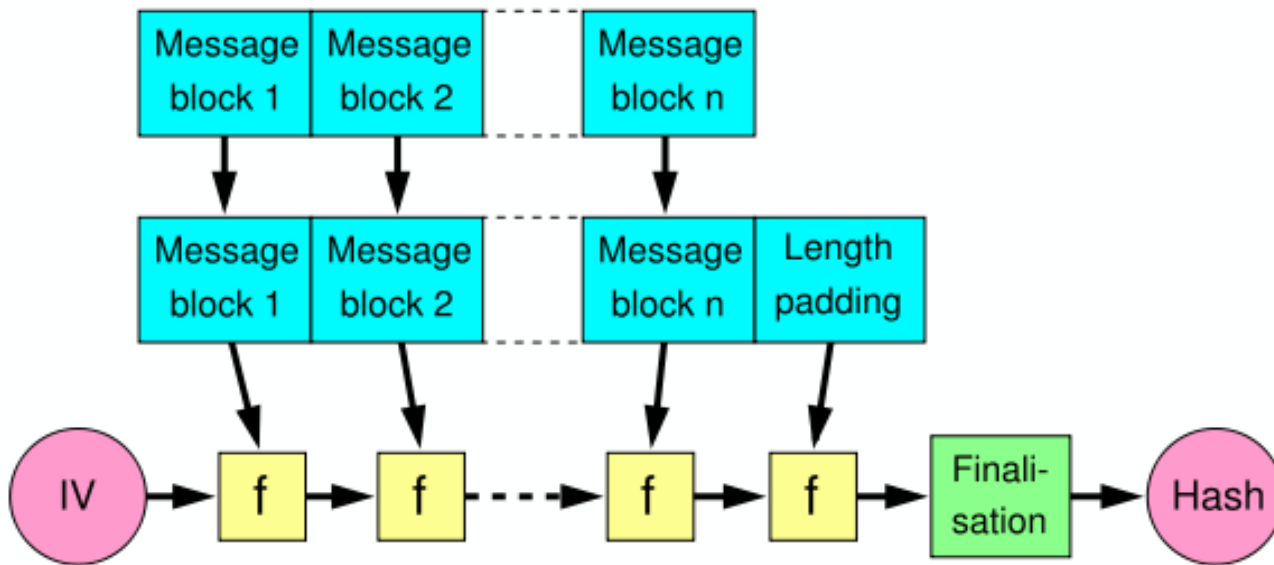 Message
block 1
Message
block 2
Message
block n
Message
block 1
Message
block 2
Message
block n
Length
padding
IV
f
f
f
f
Finali-
sation
Hash